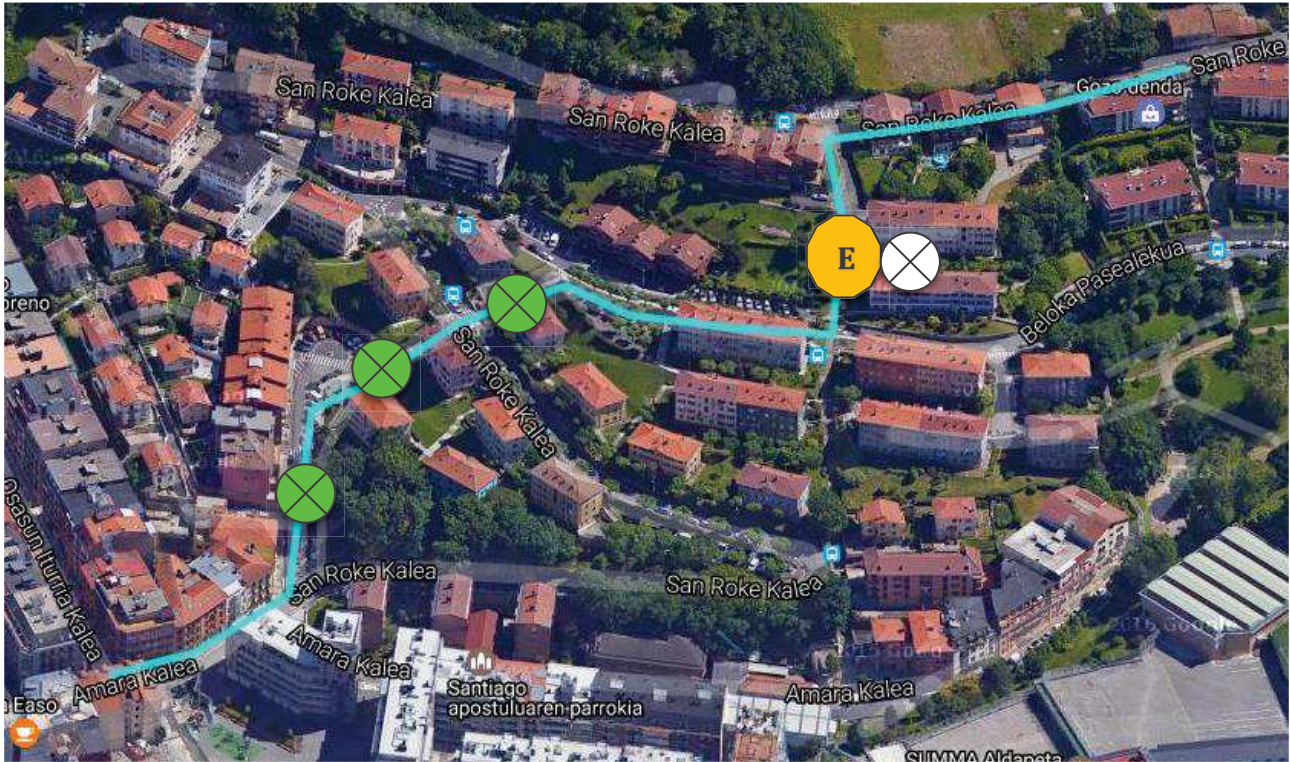 San Roke
San Roke Kalea
Gozo denda
San Roke Kalea
San Roke Kalea
E
Beloka Pasealekua
oreno
San Roke Kalea
Osasun Iturria Kalea
San Roke Kalea
San Roke Kalea
Amara Kalea
Amara Kalea
Santiago
apostuluaren parrokia
Amara Kalea
Easo
SUMMA Aldapeta